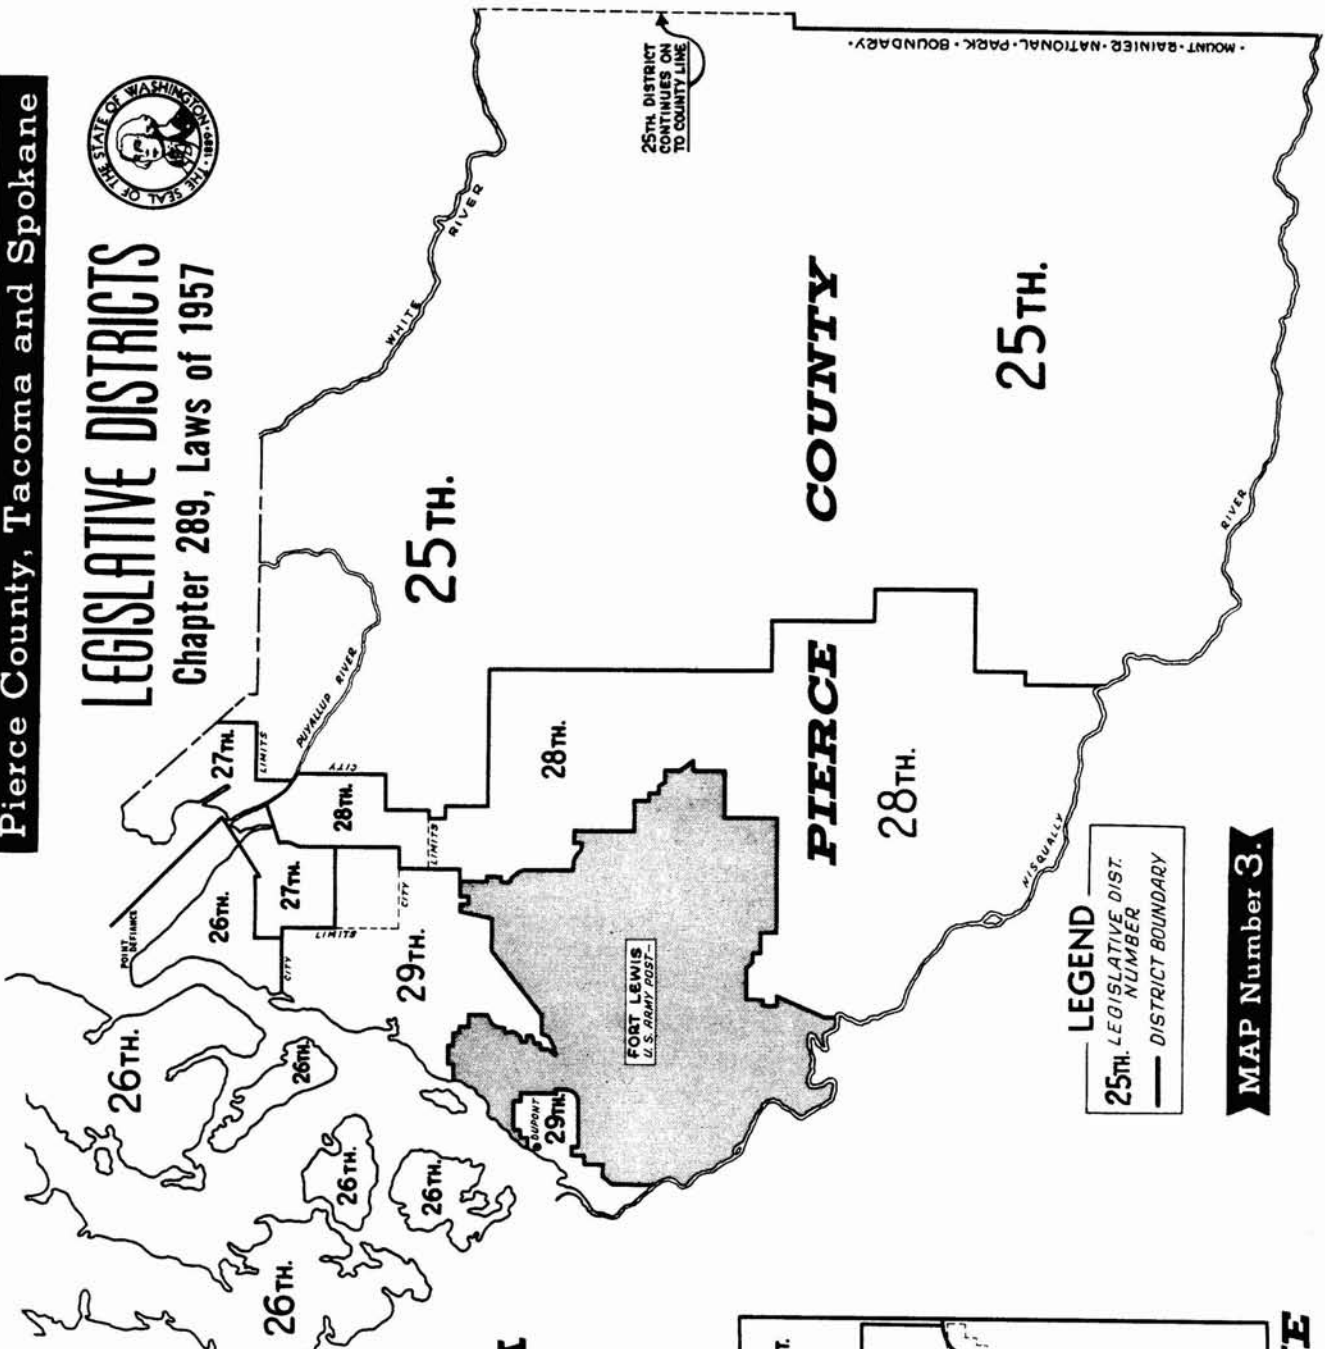 Pierce County, Tacoma and Spokane
LEGISLATIVE DISTRICTS
Chapter 289, Laws of 1957
THE SEAL OF THE STATE OF WASHINGTON · 1889 ·
26TH.
26TH.
26TH.
26TH.
26TH.
26TH.
POINT
DEFIANCE
27TH.
27TH.
LIMITS
CITY
LIMITS
CITY
CITY
LIMITS
28TH.
29TH.
PUYALLUP RIVER
WHITE
RIVER
25TH.
25TH. DISTRICT
CONTINUES ON
TO COUNTY LINE
· MOUNT · RAINIER · NATIONAL · PARK · BOUNDARY ·
28TH.
DUPONT
29TH.
FORT LEWIS
U.S. ARMY POST
PIERCE COUNTY
28TH.
25TH.
NISQUALLY
RIVER
LEGEND
25TH. LEGISLATIVE DIST.
NUMBER
DISTRICT BOUNDARY
MAP Number 3.
T.